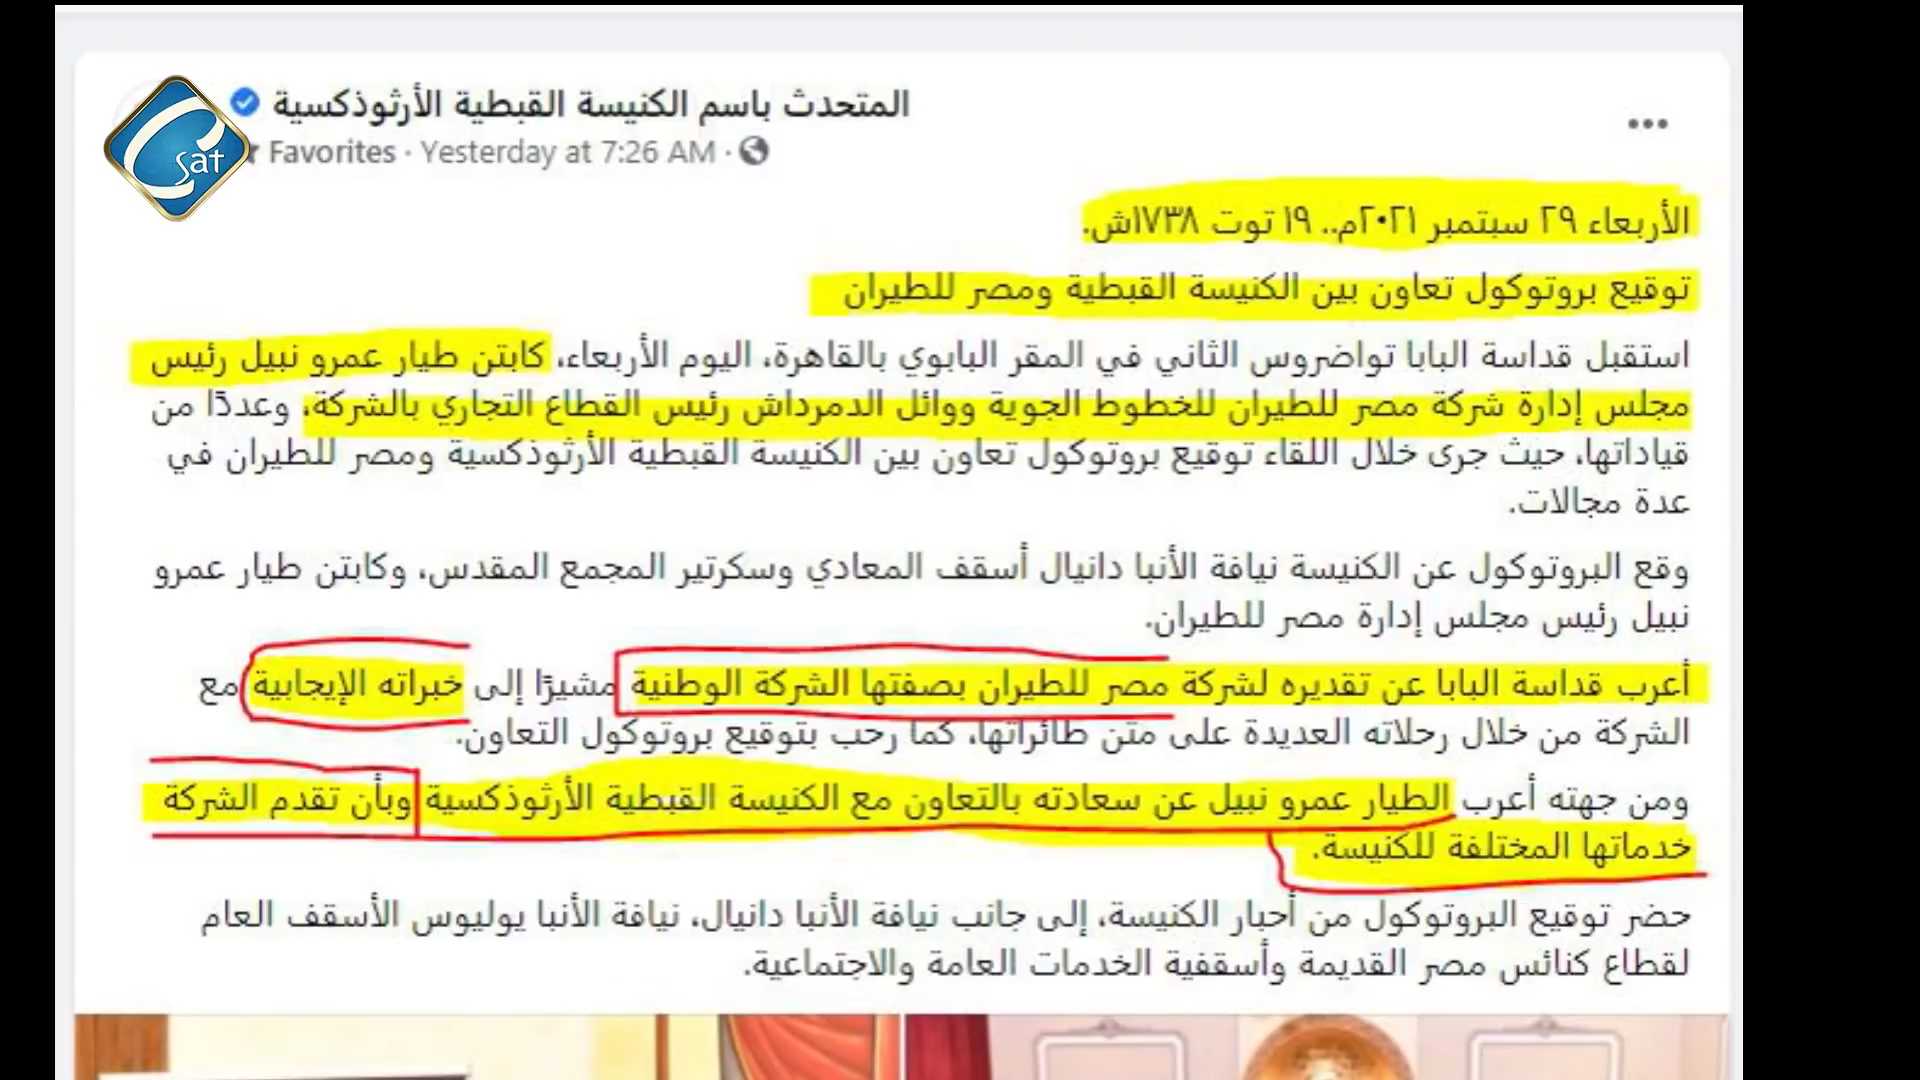 المتحدث باسم الكنيسة القبطية الأرثوذكسية
Favorites · Yesterday at 7:26 AM ·
C sat
الأربعاء ٢٩ سبتمبر ٢٠٢١م.. ١٩ توت ١٧٣٨ش.
توقيع بروتوكول تعاون بين الكنيسة القبطية ومصر للطيران
استقبل قداسة البابا تواضروس الثاني في المقر البابوي بالقاهرة، اليوم الأربعاء، كابتن طيار عمرو نبيل رئيس
مجلس إدارة شركة مصر للطيران للخطوط الجوية ووائل الدمرداش رئيس القطاع التجاري بالشركة، وعددًا من
قياداتها، حيث جرى خلال اللقاء توقيع بروتوكول تعاون بين الكنيسة القبطية الأرثوذكسية ومصر للطيران في
عدة مجالات.
وقع البروتوكول عن الكنيسة نيافة الأنبا دانيال أسقف المعادي وسكرتير المجمع المقدس، وكابتن طيار عمرو
نبيل رئيس مجلس إدارة مصر للطيران.
أعرب قداسة البابا عن تقديره لشركة مصر للطيران بصفتها الشركة الوطنية مشيرًا إلى خبراته الإيجابية مع
الشركة من خلال رحلاته العديدة على متن طائراتها، كما رحب بتوقيع بروتوكول التعاون.
ومن جهته أعرب الطيار عمرو نبيل عن سعادته بالتعاون مع الكنيسة القبطية الأرثوذكسية وبأن تقدم الشركة
خدماتها المختلفة للكنيسة.
حضر توقيع البروتوكول من أحبار الكنيسة، إلى جانب نيافة الأنبا دانيال، نيافة الأنبا يوليوس الأسقف العام
لقطاع كنائس مصر القديمة وأسقفية الخدمات العامة والاجتماعية.